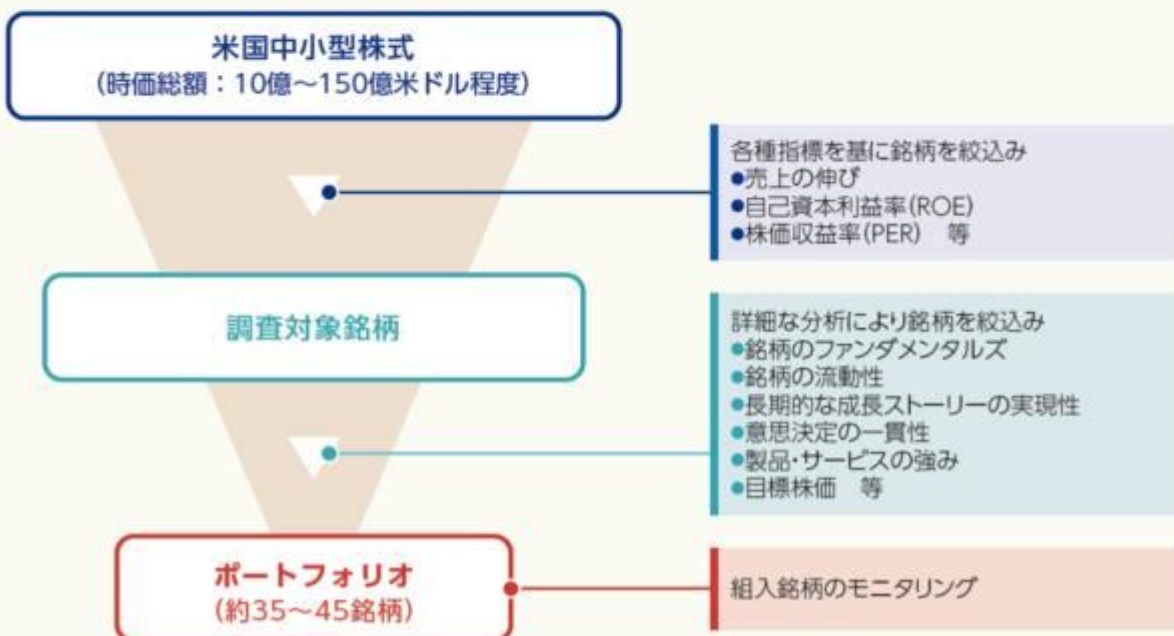 米国中小型株式
(時価総額:10億～150億米ドル程度)
各種指標を基に銘柄を絞込み
●売上の伸び
●自己資本利益率(ROE)
●株価収益率(PER) 等
調査対象銘柄
詳細な分析により銘柄を絞込み
●銘柄のファンダメンタルズ
●銘柄の流動性
●長期的な成長ストーリーの実現性
●意思決定の一貫性
●製品・サービスの強み
●目標株価 等
ポートフォリオ
(約35～45銘柄)
組入銘柄のモニタリング